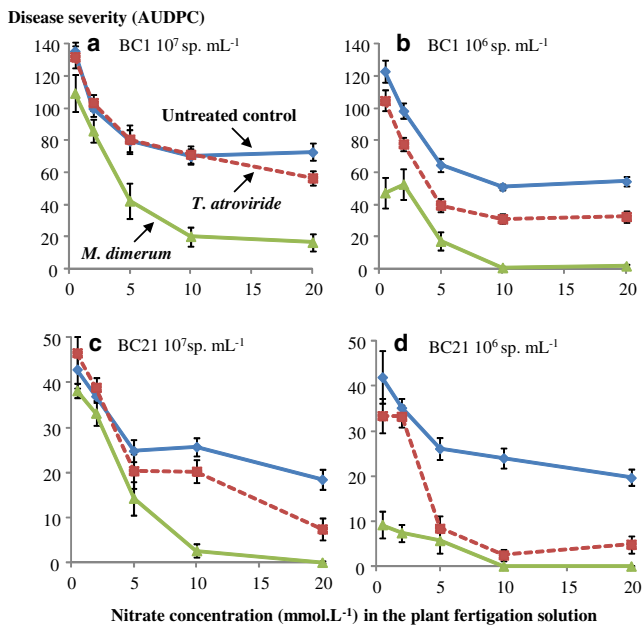 Disease severity (AUDPC)
a BC1 10⁷ sp. mL⁻¹
140
120
100
80
60
40
20
0
0 5 10 15 20
Untreated control
T. atroviride
M. dimerum
b BC1 10⁶ sp. mL⁻¹
140
120
100
80
60
40
20
0
0 5 10 15 20
c BC21 10⁷ sp. mL⁻¹
50
40
30
20
10
0
0 5 10 15 20
d BC21 10⁶ sp. mL⁻¹
50
40
30
20
10
0
0 5 10 15 20
Nitrate concentration (mmol.L⁻¹) in the plant fertigation solution